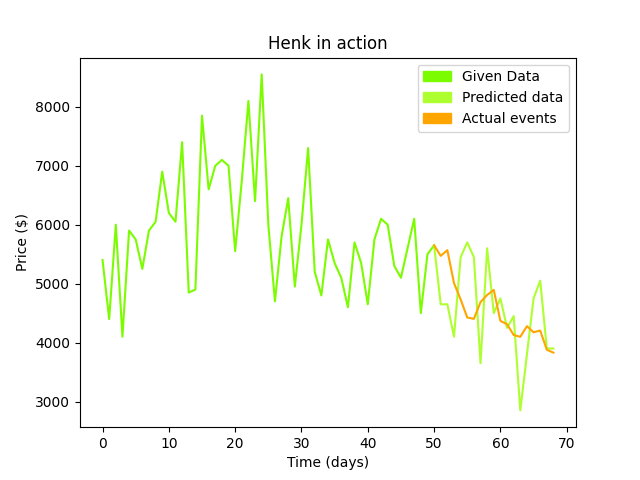 Henk in action
Given Data
Predicted data
Actual events
Price ($)
8000
7000
6000
5000
4000
3000
0 10 20 30 40 50 60 70
Time (days)